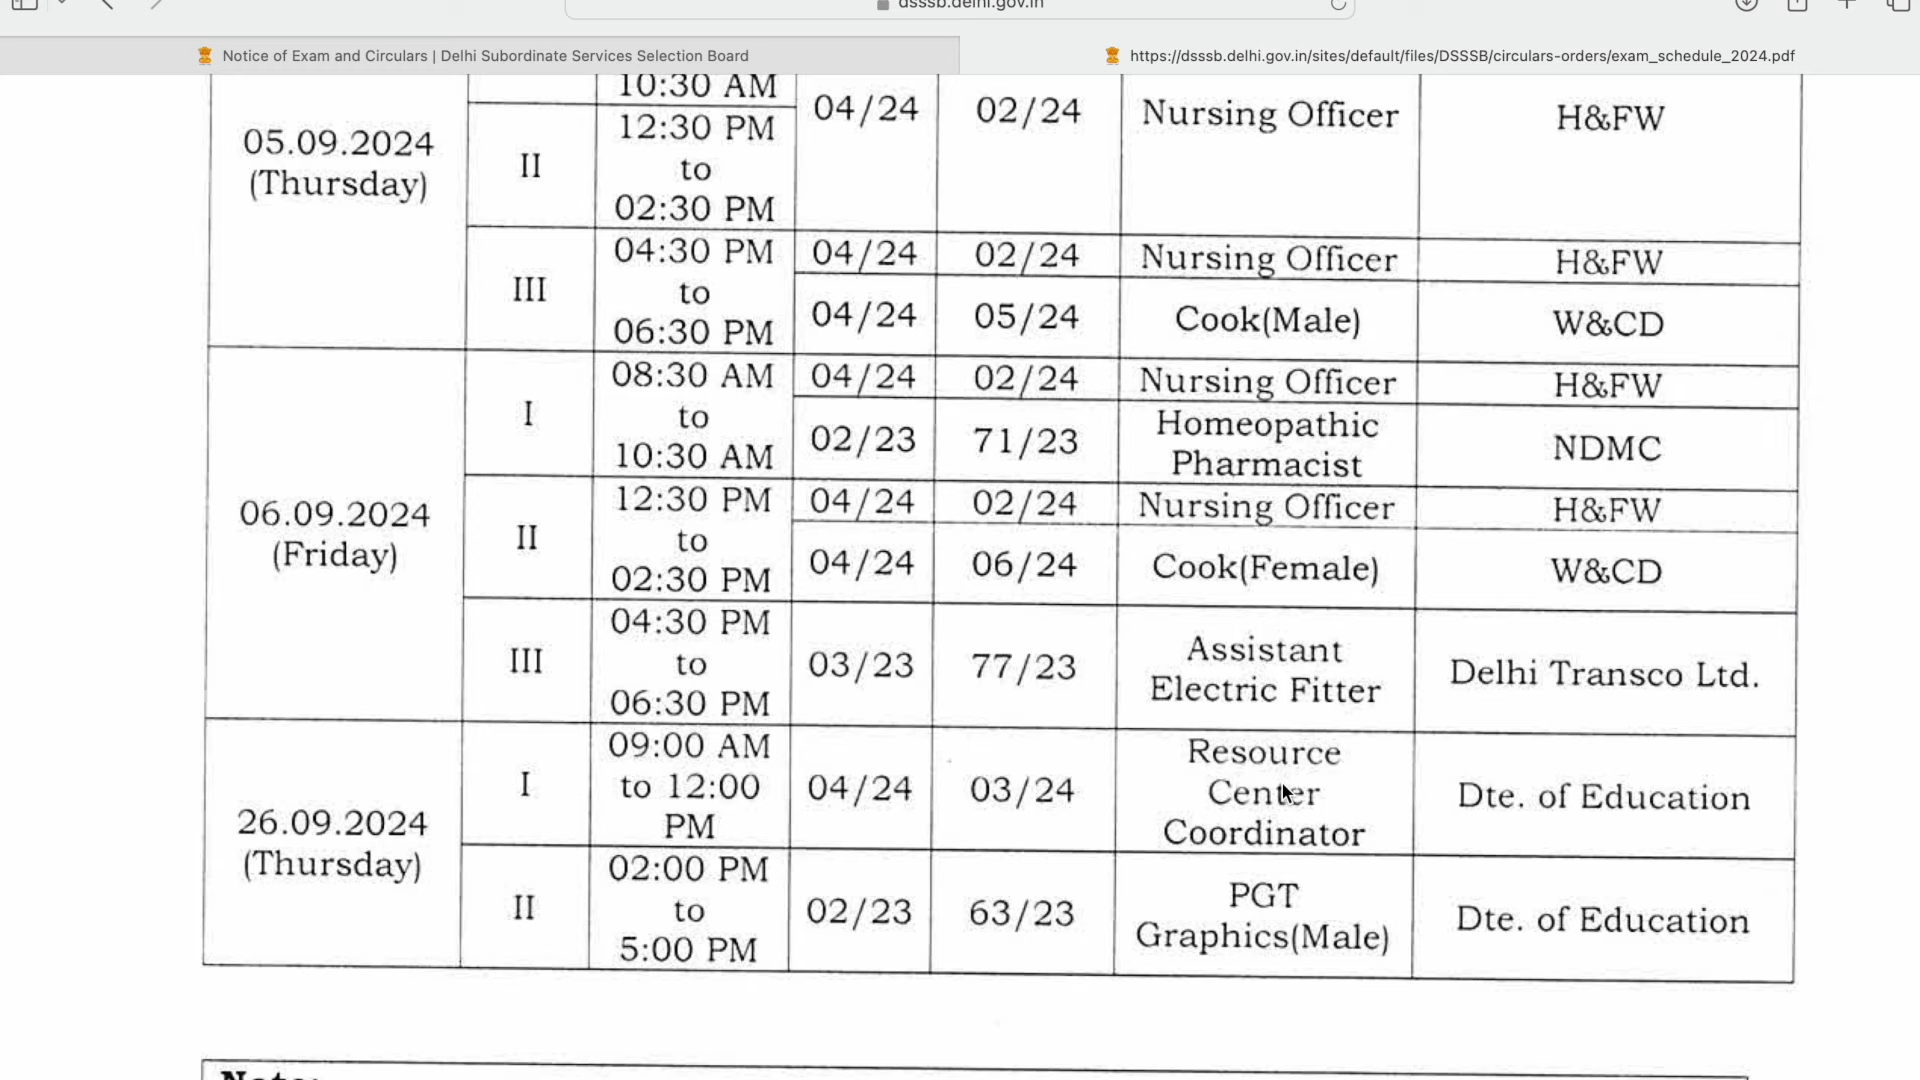 dsssb.delhi.gov.in
Notice of Exam and Circulars | Delhi Subordinate Services Selection Board
https://dsssb.delhi.gov.in/sites/default/files/DSSSB/circulars-orders/exam_schedule_2024.pdf
05.09.2024
(Thursday)
10:30 AM
04/24
02/24
Nursing Officer
H&FW
II
12:30 PM
to
02:30 PM
III
04:30 PM
to
06:30 PM
04/24
02/24
Nursing Officer
H&FW
04/24
05/24
Cook(Male)
W&CD
06.09.2024
(Friday)
I
08:30 AM
to
10:30 AM
04/24
02/24
Nursing Officer
H&FW
02/23
71/23
Homeopathic
Pharmacist
NDMC
II
12:30 PM
to
02:30 PM
04/24
02/24
Nursing Officer
H&FW
04/24
06/24
Cook(Female)
W&CD
III
04:30 PM
to
06:30 PM
03/23
77/23
Assistant
Electric Fitter
Delhi Transco Ltd.
26.09.2024
(Thursday)
I
09:00 AM
to 12:00
PM
04/24
03/24
Resource
Center
Coordinator
Dte. of Education
II
02:00 PM
to
5:00 PM
02/23
63/23
PGT
Graphics(Male)
Dte. of Education